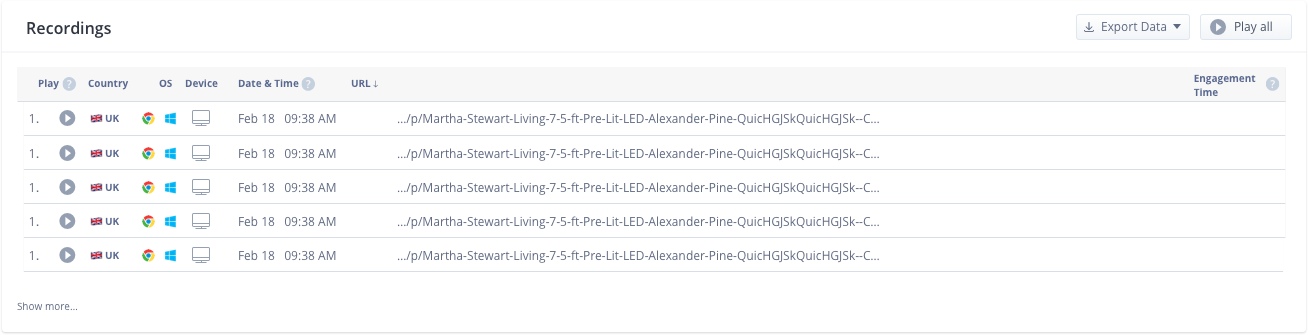 Recordings
Export Data
Play all
Play ? Country OS Device Date & Time ? URL ↓ Engagement Time ?
1. UK Feb 18 09:38 AM .../p/Martha-Stewart-Living-7-5-ft-Pre-Lit-LED-Alexander-Pine-QuicHGJSkQuicHGJSk--C...
1. UK Feb 18 09:38 AM .../p/Martha-Stewart-Living-7-5-ft-Pre-Lit-LED-Alexander-Pine-QuicHGJSkQuicHGJSk--C...
1. UK Feb 18 09:38 AM .../p/Martha-Stewart-Living-7-5-ft-Pre-Lit-LED-Alexander-Pine-QuicHGJSkQuicHGJSk--C...
1. UK Feb 18 09:38 AM .../p/Martha-Stewart-Living-7-5-ft-Pre-Lit-LED-Alexander-Pine-QuicHGJSkQuicHGJSk--C...
1. UK Feb 18 09:38 AM .../p/Martha-Stewart-Living-7-5-ft-Pre-Lit-LED-Alexander-Pine-QuicHGJSkQuicHGJSk--C...
Show more...